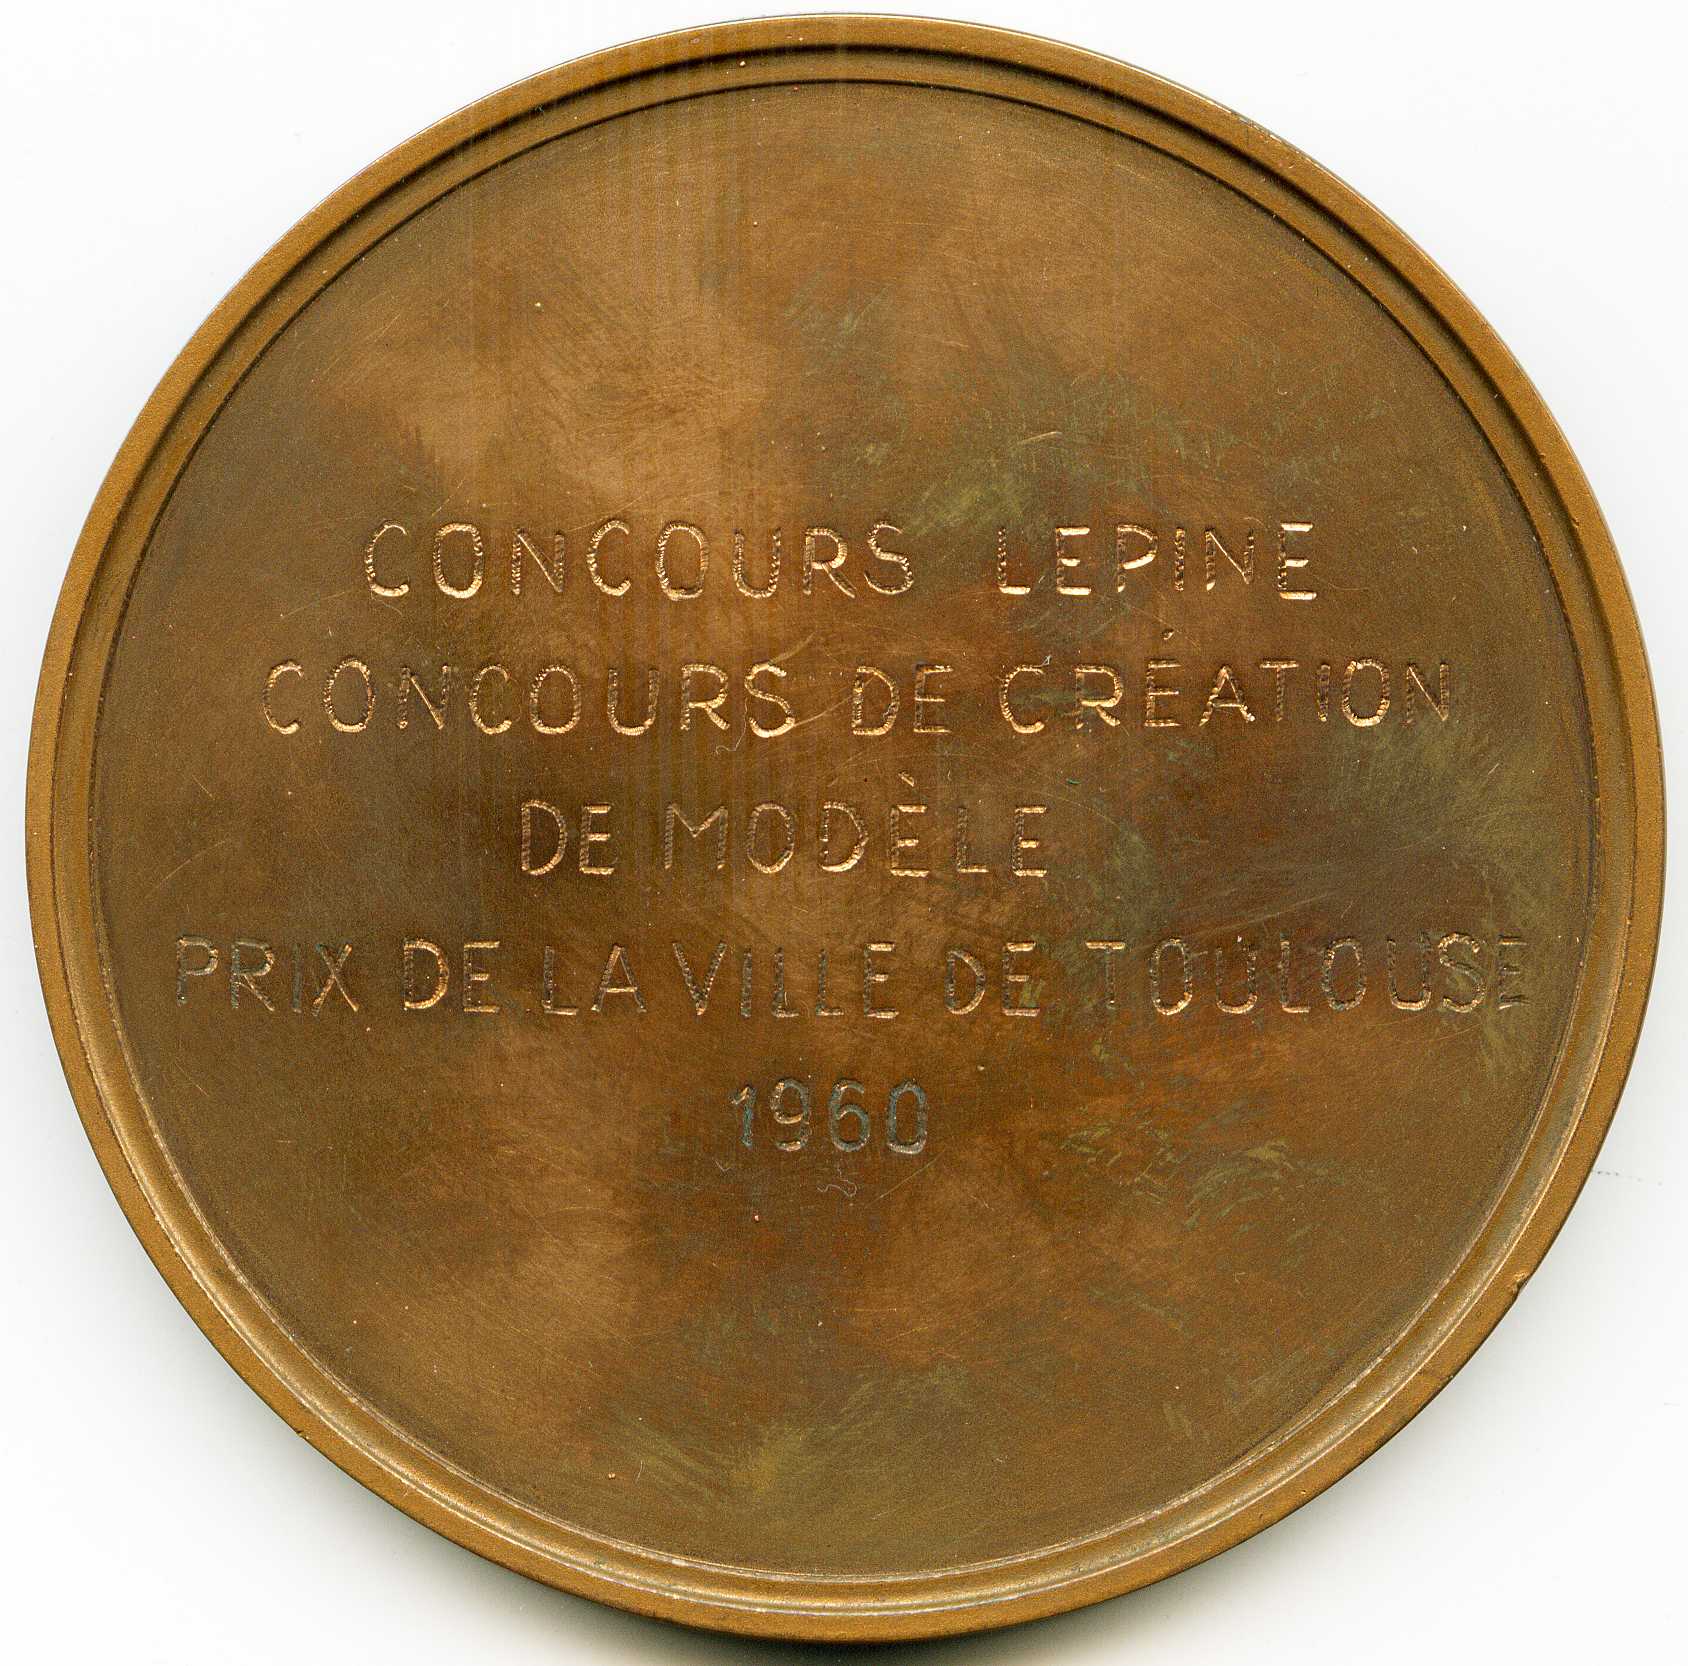 CONCOURS LEPINE
CONCOURS DE CRÉATION
DE MODÈLE
PRIX DE LA VILLE DE TOULOUSE
1960